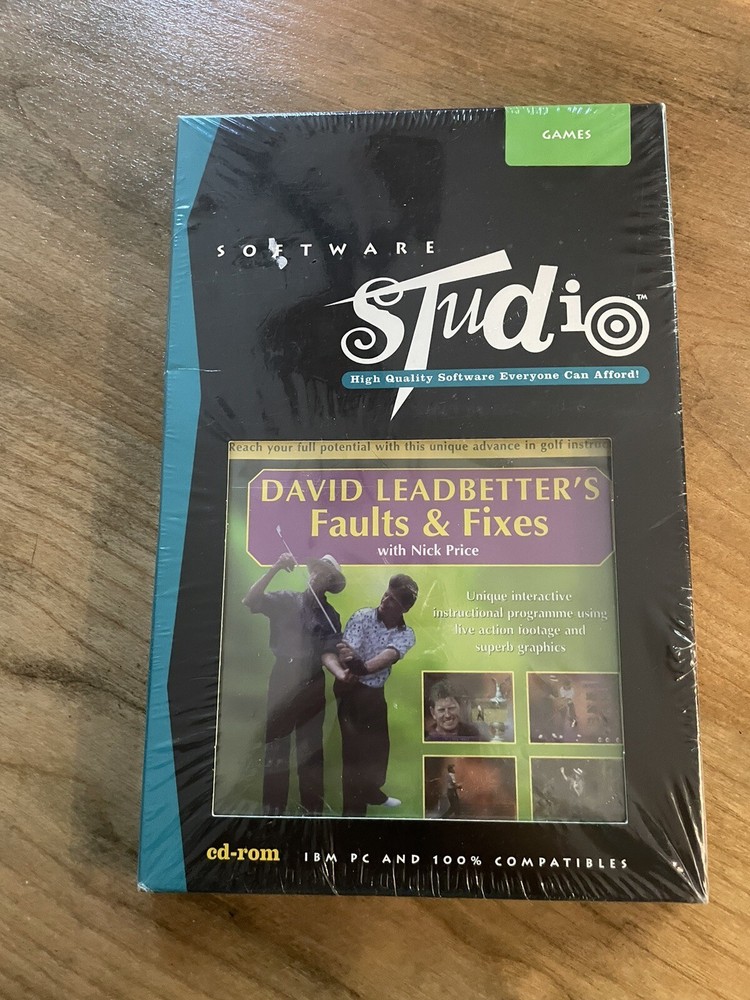 GAMES
SOFTWARE
STudio™
High Quality Software Everyone Can Afford!
Reach your full potential with this unique advance in golf instruc
DAVID LEADBETTER'S
Faults & Fixes
with Nick Price
Unique interactive
instructional programme using
live action footage and
superb graphics
cd-rom IBM PC AND 100% COMPATIBLES